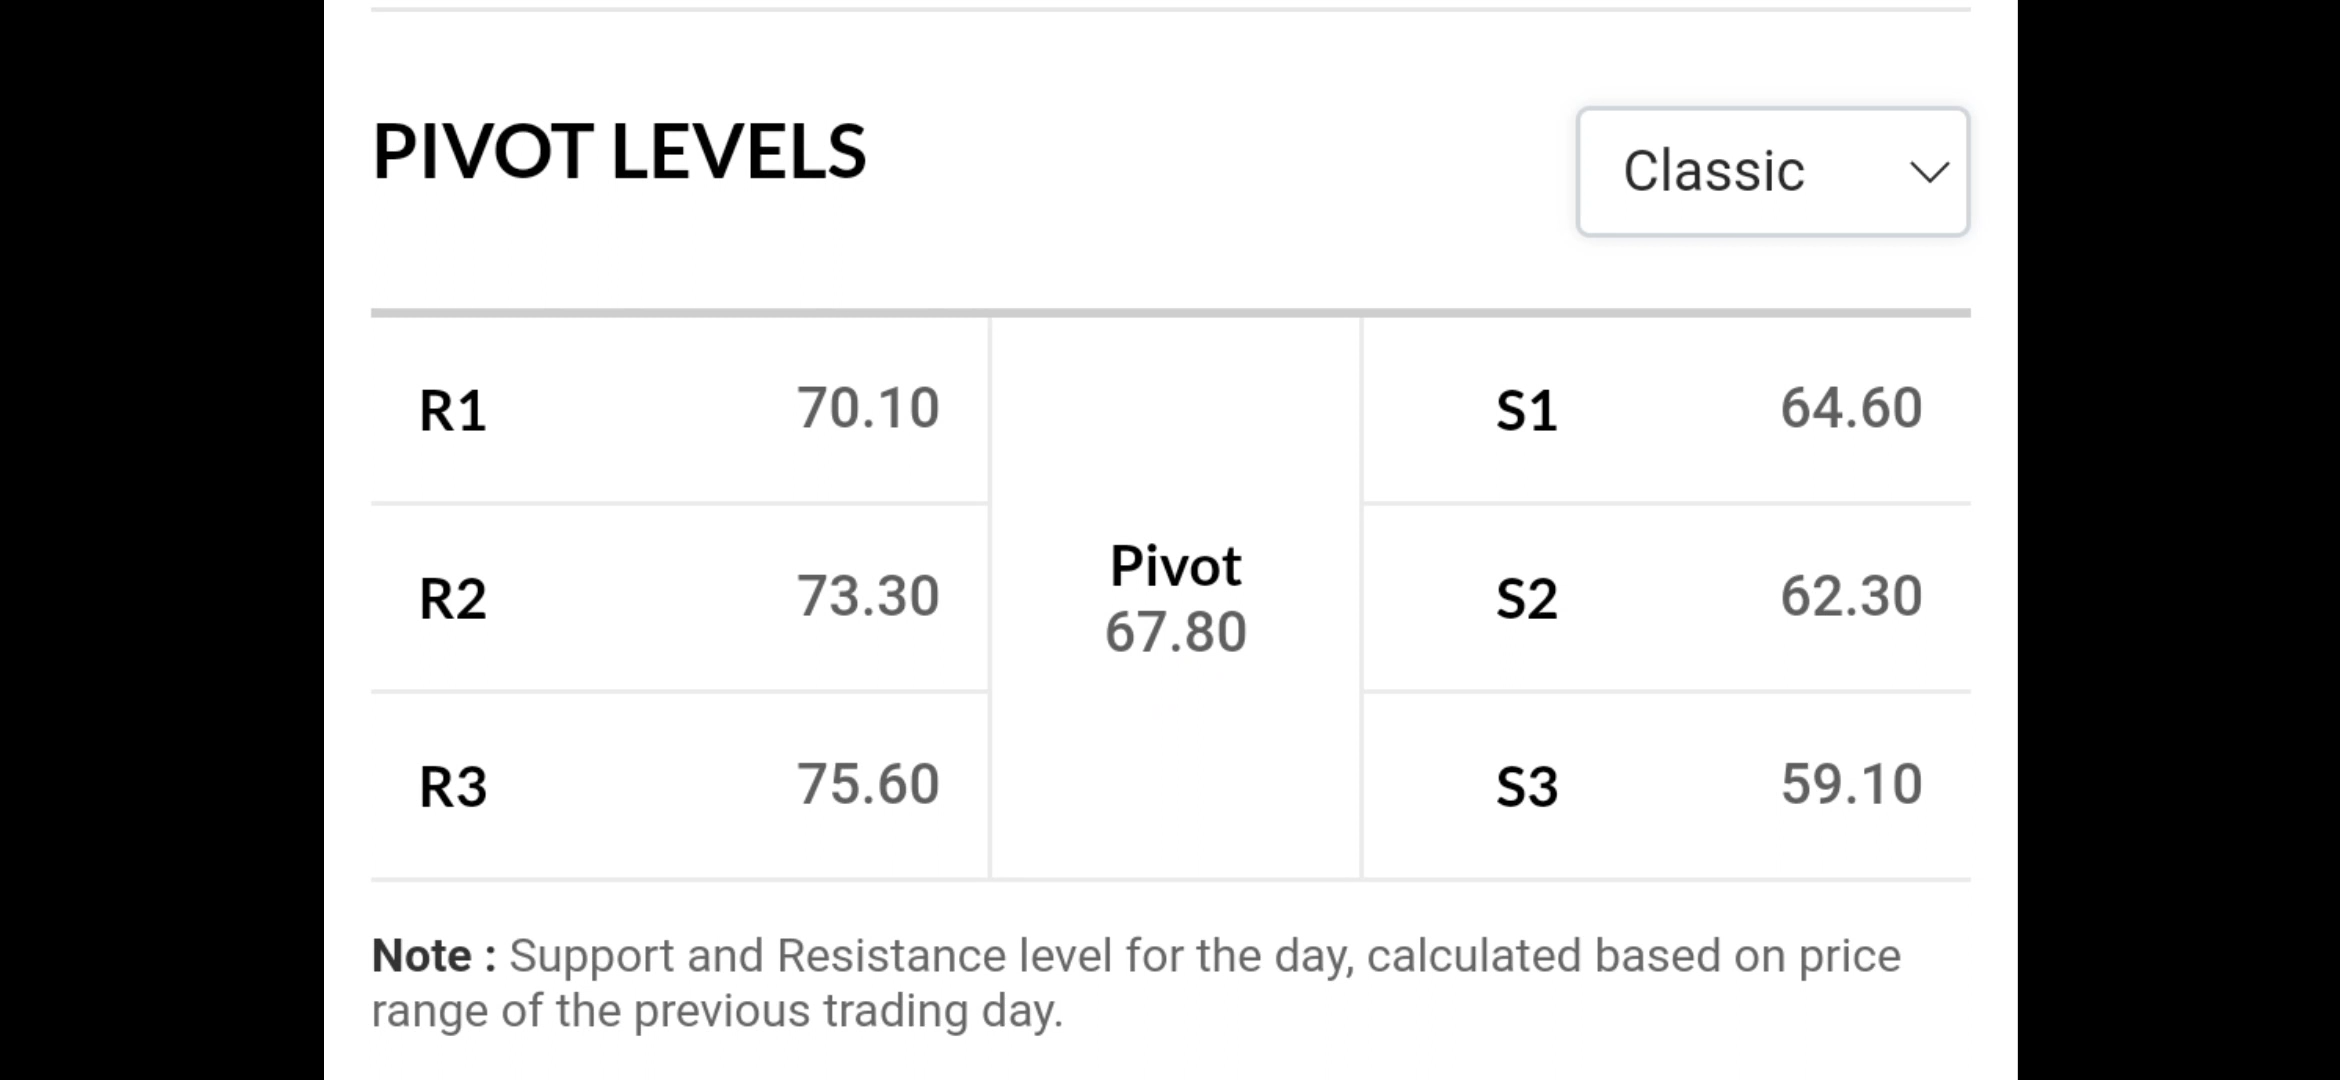 PIVOT LEVELS
Classic
R1 70.10
S1 64.60
R2 73.30
Pivot
67.80
S2 62.30
R3 75.60
S3 59.10
Note : Support and Resistance level for the day, calculated based on price
range of the previous trading day.